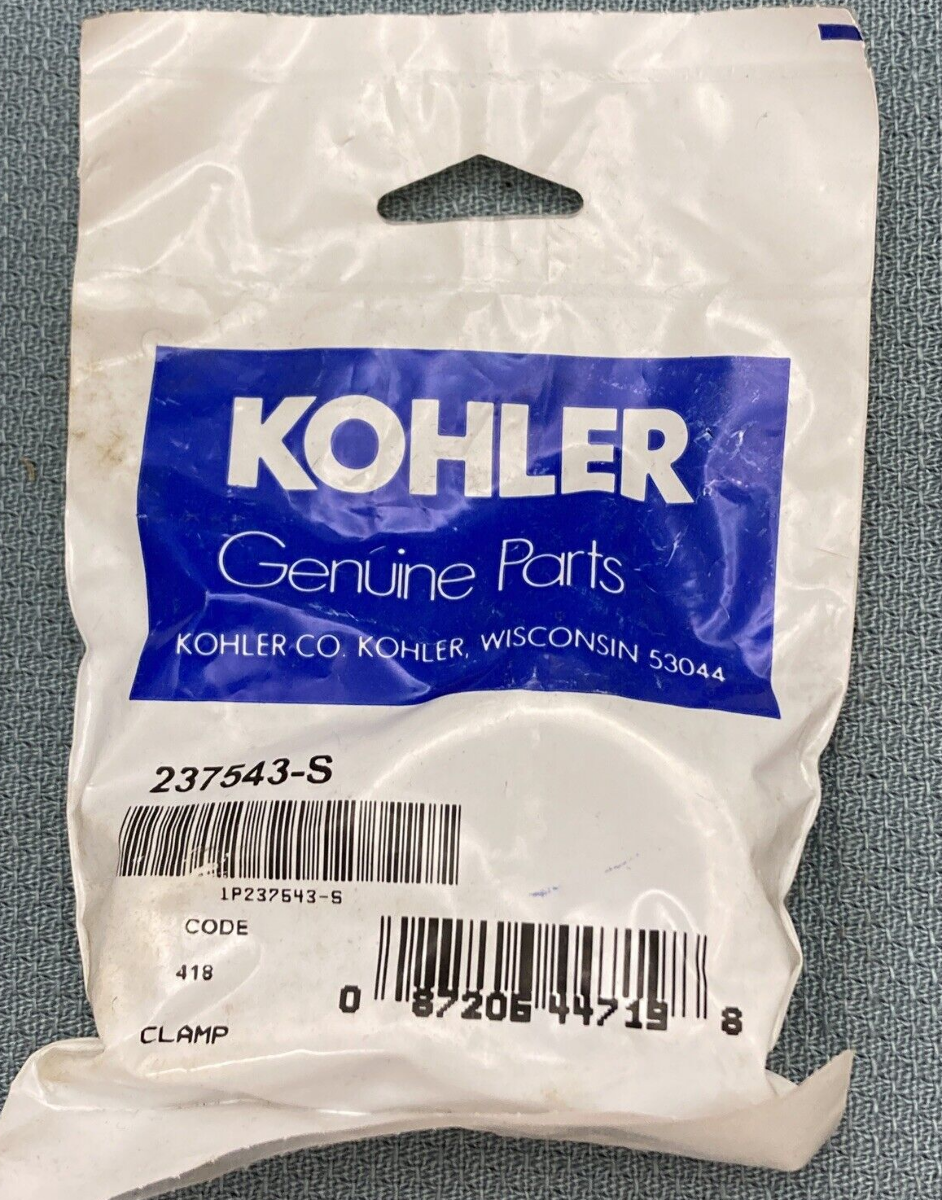 KOHLER
Genuine Parts
KOHLER CO. KOHLER, WISCONSIN 53044
237543-S
1P237543-S
CODE
418
CLAMP
0 87206 44719 8